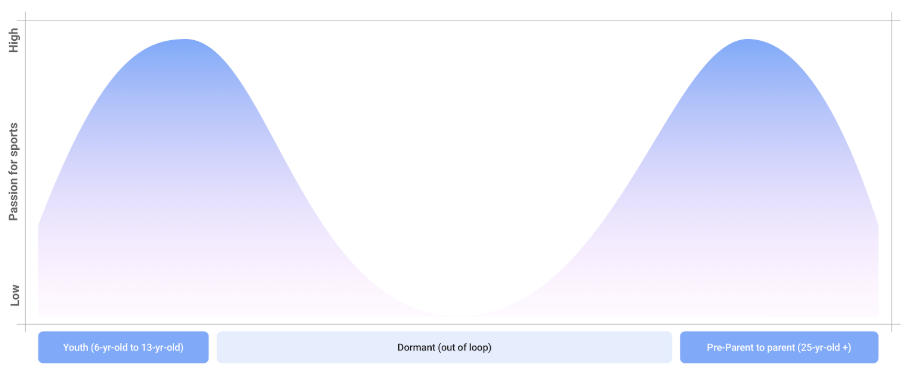 High
Passion for sports
Low
Youth (6-yr-old to 13-yr-old)
Dormant (out of loop)
Pre-Parent to parent (25-yr-old +)